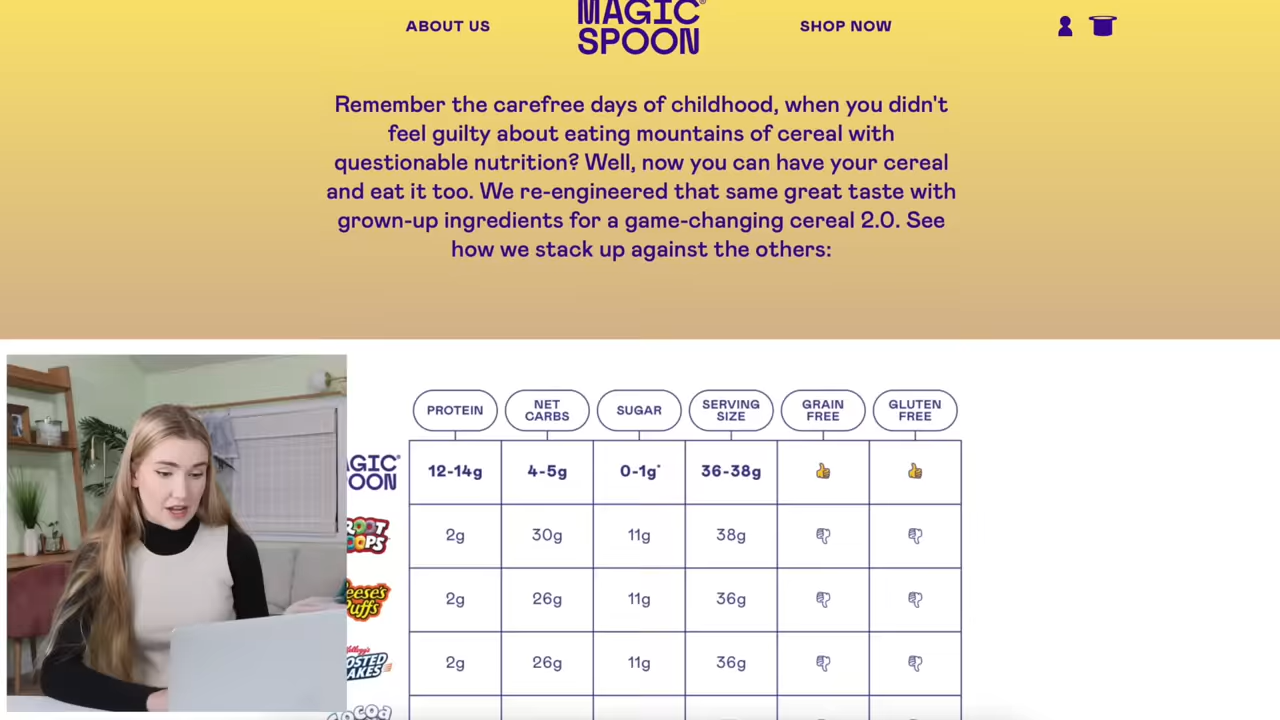 ABOUT US
MAGIC
SPOON
SHOP NOW
Remember the carefree days of childhood, when you didn't
feel guilty about eating mountains of cereal with
questionable nutrition? Well, now you can have your cereal
and eat it too. We re-engineered that same great taste with
grown-up ingredients for a game-changing cereal 2.0. See
how we stack up against the others:
PROTEIN
NET
CARBS
SUGAR
SERVING
SIZE
GRAIN
FREE
GLUTEN
FREE
12-14g 4-5g 0-1g* 36-38g
2g 30g 11g 38g
2g 26g 11g 36g
Kellogg's
2g 26g 11g 36g